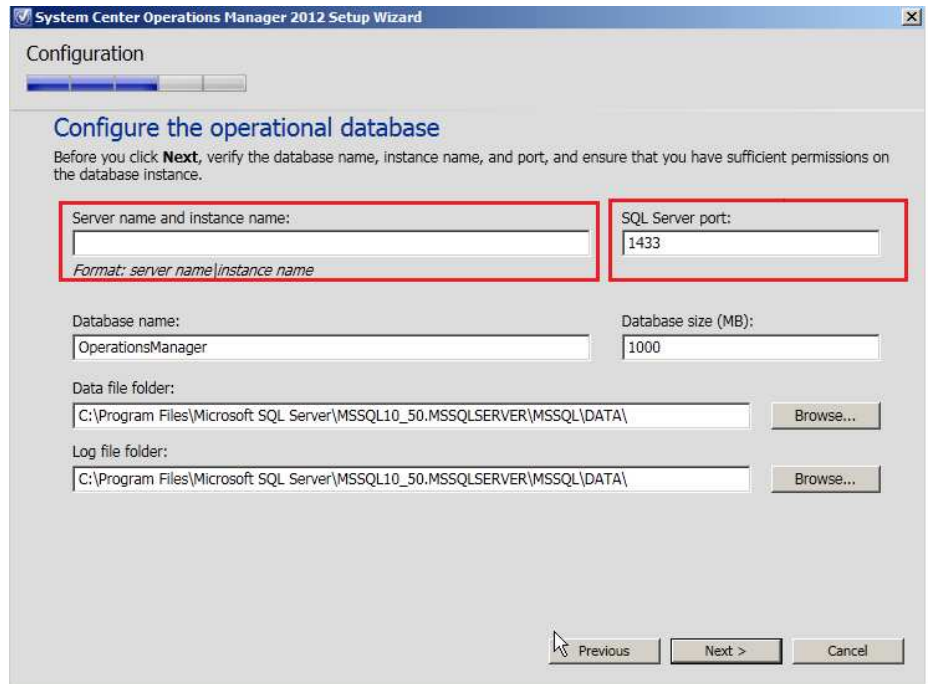 System Center Operations Manager 2012 Setup Wizard
Configuration
Configure the operational database
Before you click Next, verify the database name, instance name, and port, and ensure that you have sufficient permissions on
the database instance.
Server name and instance name:
SQL Server port:
1433
Format: server name|instance name
Database name:
Database size (MB):
OperationsManager
1000
Data file folder:
C:\Program Files\Microsoft SQL Server\MSSQL10_50.MSSQLSERVER\MSSQL\DATA\
Browse...
Log file folder:
C:\Program Files\Microsoft SQL Server\MSSQL10_50.MSSQLSERVER\MSSQL\DATA\
Browse...
Previous
Next >
Cancel